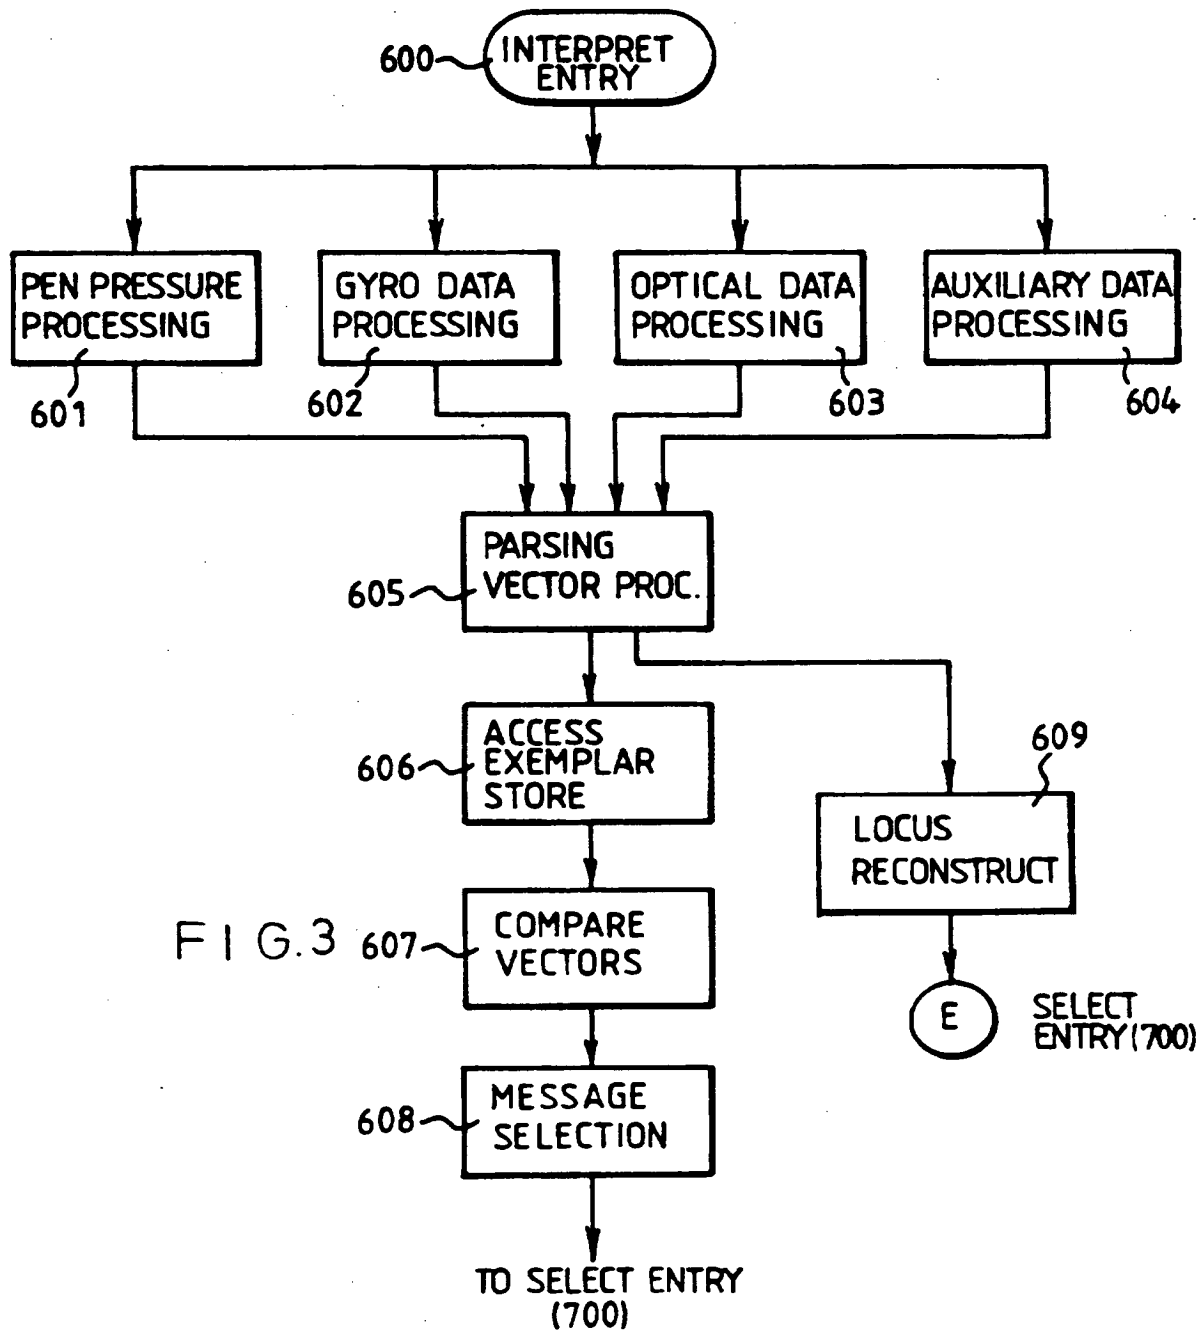 600
INTERPRET
ENTRY
PEN PRESSURE
PROCESSING
601
GYRO DATA
PROCESSING
602
OPTICAL DATA
PROCESSING
603
AUXILIARY DATA
PROCESSING
604
PARSING
VECTOR PROC.
605
ACCESS
EXEMPLAR
STORE
606
609
LOCUS
RECONSTRUCT
FIG.3
607
COMPARE
VECTORS
E
SELECT
ENTRY (700)
608
MESSAGE
SELECTION
TO SELECT ENTRY
(700)